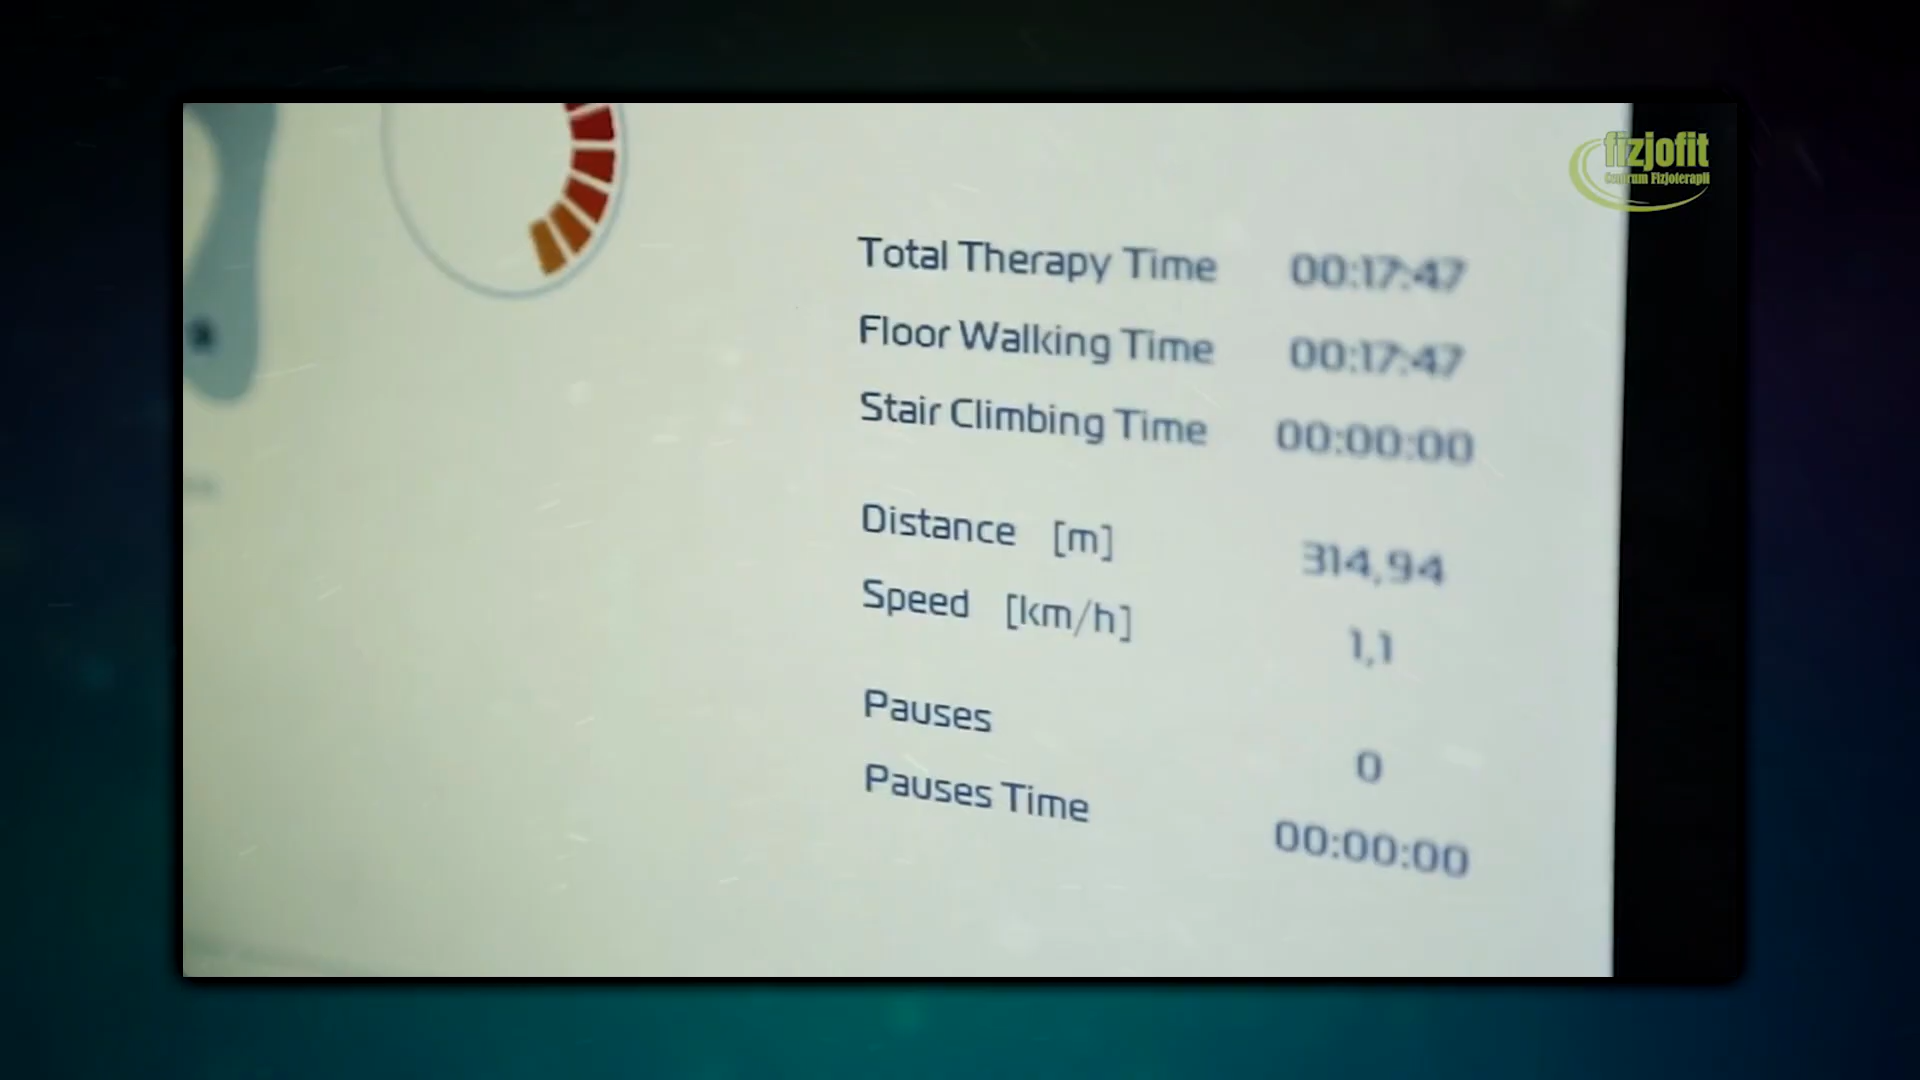 fizjofit
Centrum Fizjoterapii
Total Therapy Time 00:17:47
Floor Walking Time 00:17:47
Stair Climbing Time 00:00:00
Distance [m] 314,94
Speed [km/h] 1,1
Pauses 0
Pauses Time 00:00:00